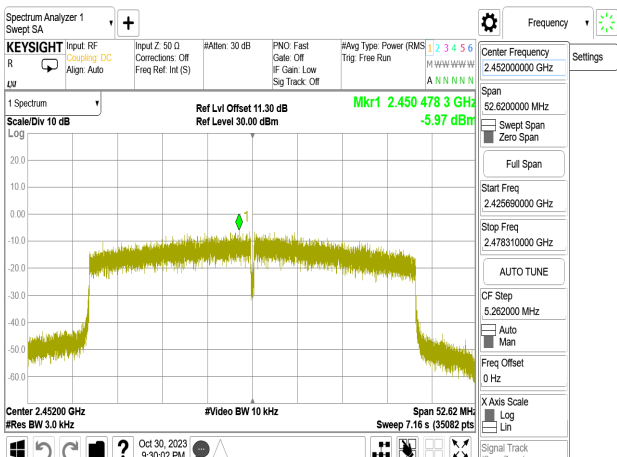 Spectrum Analyzer 1
Swept SA
Frequency
KEYSIGHT
R
Input: RF
Coupling: DC
Align: Auto
Input Z: 50 Ω
Corrections: Off
Freq Ref: Int (S)
#Atten: 30 dB
PNO: Fast
Gate: Off
IF Gain: Low
Sig Track: Off
#Avg Type: Power (RMS
Trig: Free Run
1 2 3 4 5 6
M W W W W W
A N N N N N
1 Spectrum
Scale/Div 10 dB
Ref Lvl Offset 11.30 dB
Ref Level 30.00 dBm
Mkr1 2.450 478 3 GHz
-5.97 dBm
Log
20.0
10.0
0.00
-10.0
-20.0
-30.0
-40.0
-50.0
-60.0
1
Center 2.45200 GHz
#Res BW 3.0 kHz
#Video BW 10 kHz
Span 52.62 MHz
Sweep 7.16 s (35082 pts
Oct 30, 2023
9:30:02 PM
Center Frequency
2.452000000 GHz
Settings
Span
52.6200000 MHz
Swept Span
Zero Span
Full Span
Start Freq
2.425690000 GHz
Stop Freq
2.478310000 GHz
AUTO TUNE
CF Step
5.262000 MHz
Auto
Man
Freq Offset
0 Hz
X Axis Scale
Log
Lin
Signal Track